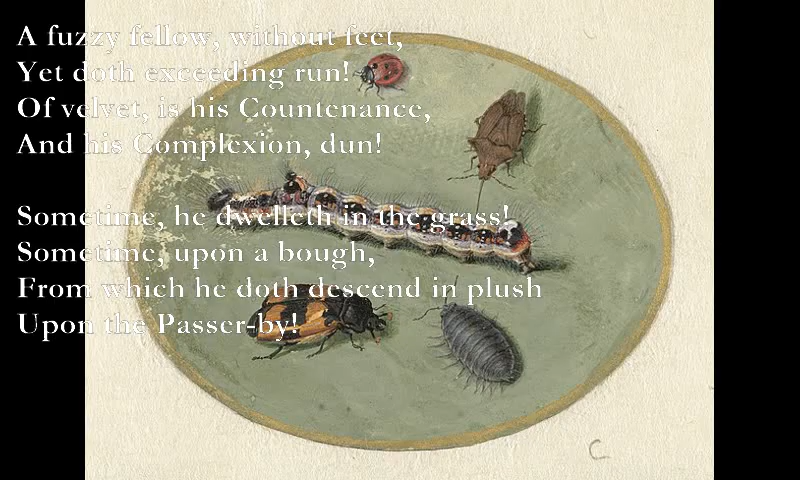 A fuzzy fellow, without feet,
Yet doth exceeding run!
Of velvet, is his Countenance,
And his Complexion, dun!

Sometime, he dwelleth in the grass!
Sometime, upon a bough,
From which he doth descend in plush
Upon the Passer-by!
C